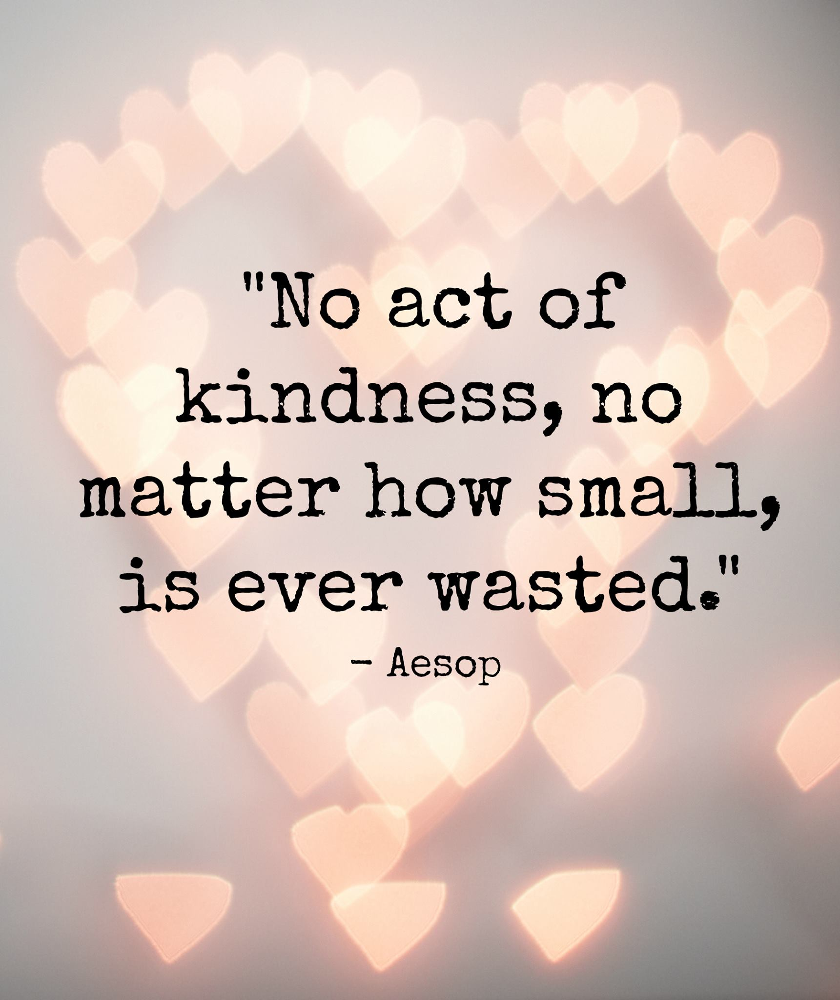 "No act of
kindness, no
matter how small,
is ever wasted."
– Aesop